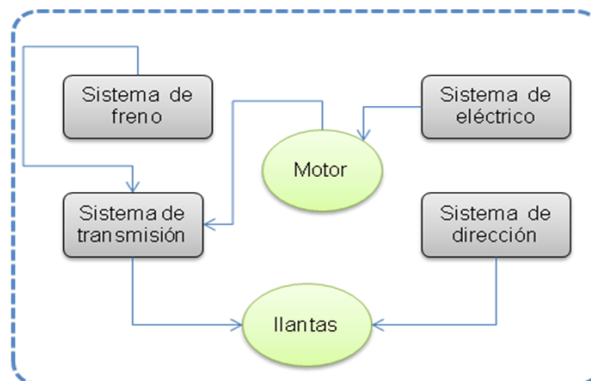 Sistema de
freno
Sistema de
eléctrico
Motor
Sistema de
transmisión
Sistema de
dirección
llantas